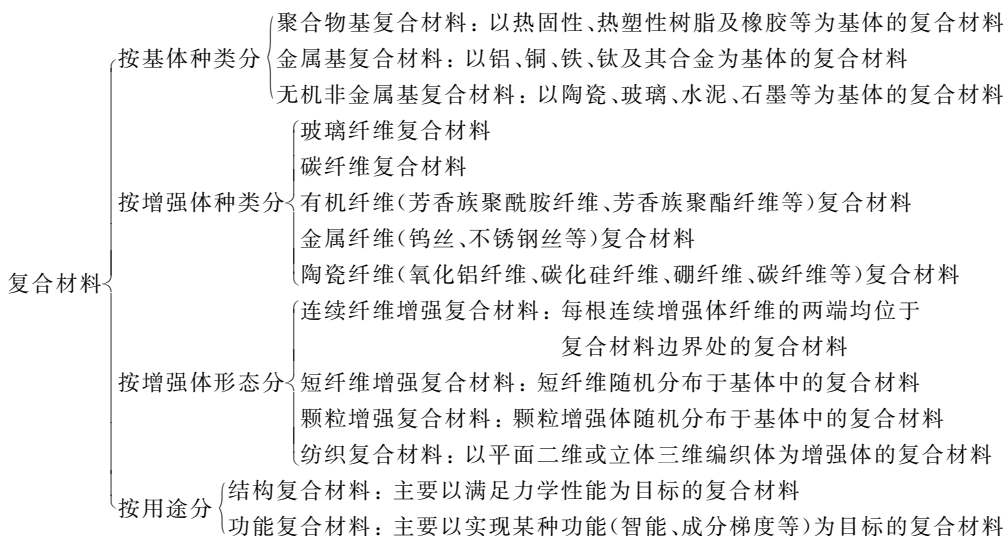 聚合物基复合材料：以热固性、热塑性树脂及橡胶等为基体的复合材料
按基体种类分
金属基复合材料：以铝、铜、铁、钛及其合金为基体的复合材料
无机非金属基复合材料：以陶瓷、玻璃、水泥、石墨等为基体的复合材料
玻璃纤维复合材料
碳纤维复合材料
按增强体种类分
有机纤维(芳香族聚酰胺纤维、芳香族聚酯纤维等)复合材料
金属纤维(钨丝、不锈钢丝等)复合材料
复合材料
陶瓷纤维(氧化铝纤维、碳化硅纤维、硼纤维、碳纤维等)复合材料
连续纤维增强复合材料：每根连续增强体纤维的两端均位于
复合材料边界处的复合材料
按增强体形态分
短纤维增强复合材料：短纤维随机分布于基体中的复合材料
颗粒增强复合材料：颗粒增强体随机分布于基体中的复合材料
纺织复合材料：以平面二维或立体三维编织体为增强体的复合材料
按用途分
结构复合材料：主要以满足力学性能为目标的复合材料
功能复合材料：主要以实现某种功能(智能、成分梯度等)为目标的复合材料